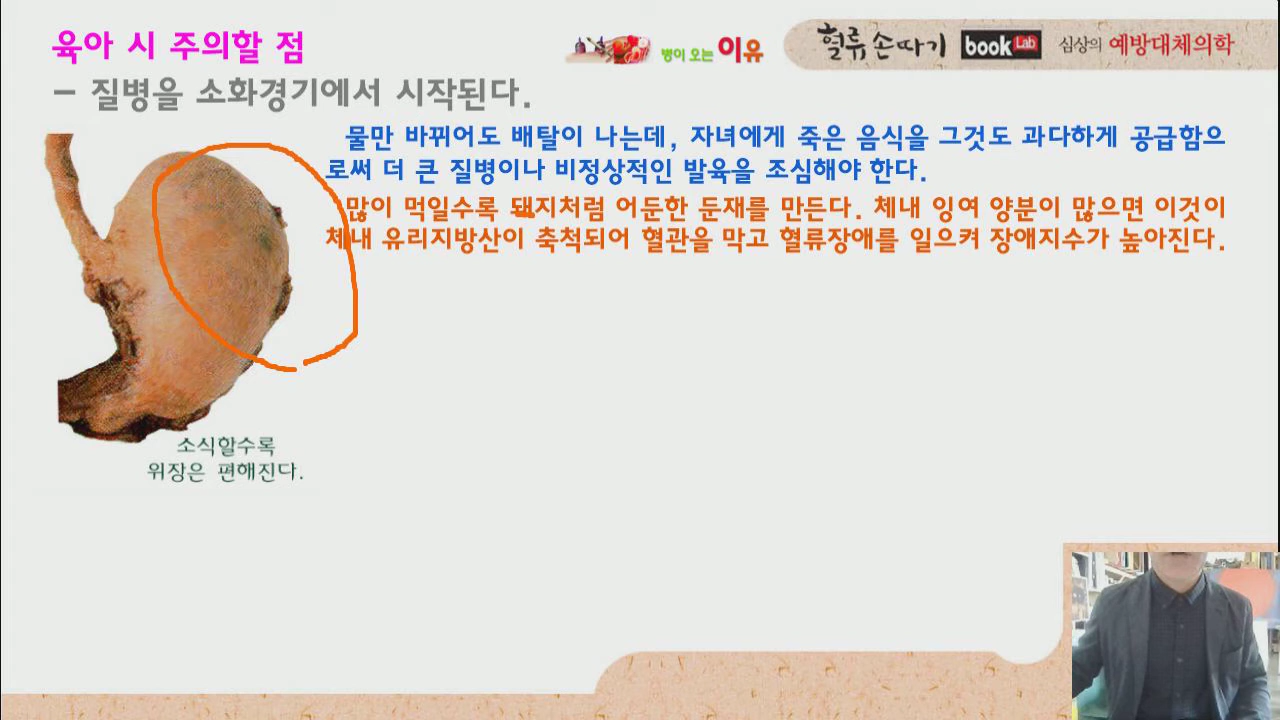 육아 시 주의할 점
병이 오는 이유
혈류 손따기 book Lab 심상의 예방대체의학
- 질병을 소화경기에서 시작된다.
물만 바뀌어도 배탈이 나는데, 자녀에게 죽은 음식을 그것도 과다하게 공급함으
로써 더 큰 질병이나 비정상적인 발육을 조심해야 한다.
많이 먹일수록 돼지처럼 어둔한 둔재를 만든다. 체내 잉여 양분이 많으면 이것이
체내 유리지방산이 축척되어 혈관을 막고 혈류장애를 일으켜 장애지수가 높아진다.
소식할수록
위장은 편해진다.